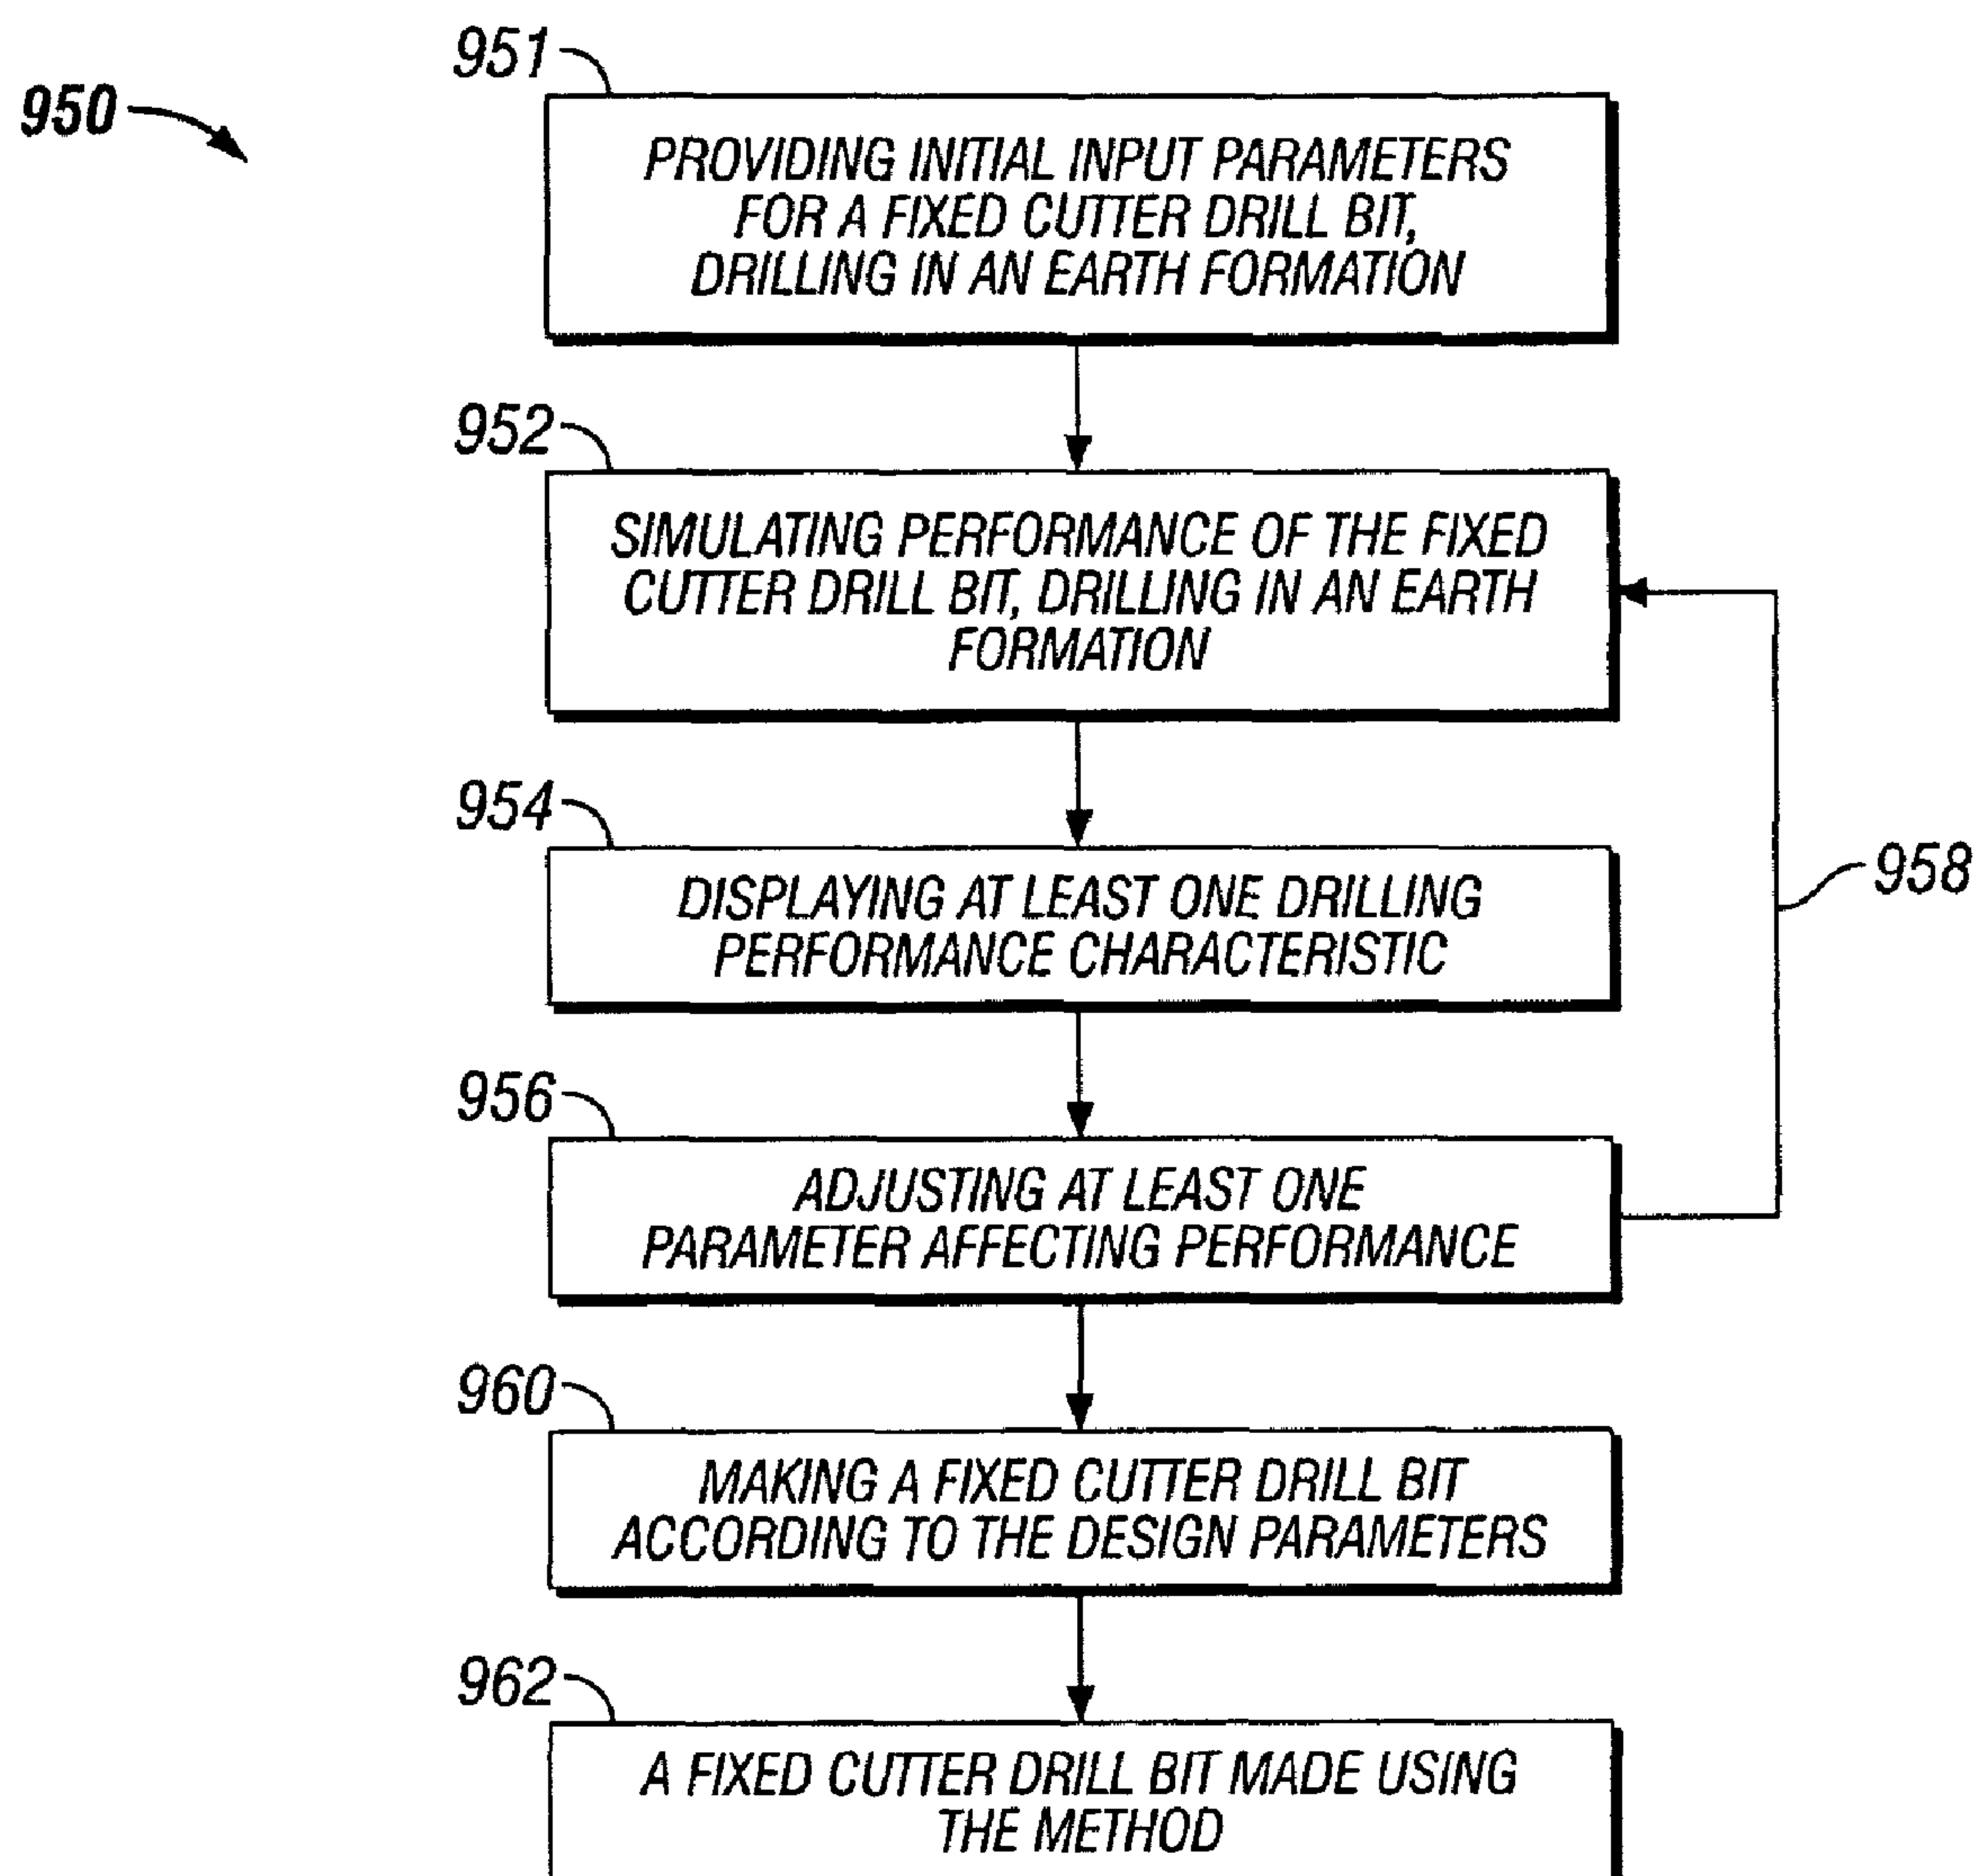 950
951
PROVIDING INITIAL INPUT PARAMETERS
FOR A FIXED CUTTER DRILL BIT,
DRILLING IN AN EARTH FORMATION
952
SIMULATING PERFORMANCE OF THE FIXED
CUTTER DRILL BIT, DRILLING IN AN EARTH
FORMATION
954
DISPLAYING AT LEAST ONE DRILLING
PERFORMANCE CHARACTERISTIC
958
956
ADJUSTING AT LEAST ONE
PARAMETER AFFECTING PERFORMANCE
960
MAKING A FIXED CUTTER DRILL BIT
ACCORDING TO THE DESIGN PARAMETERS
962
A FIXED CUTTER DRILL BIT MADE USING
THE METHOD